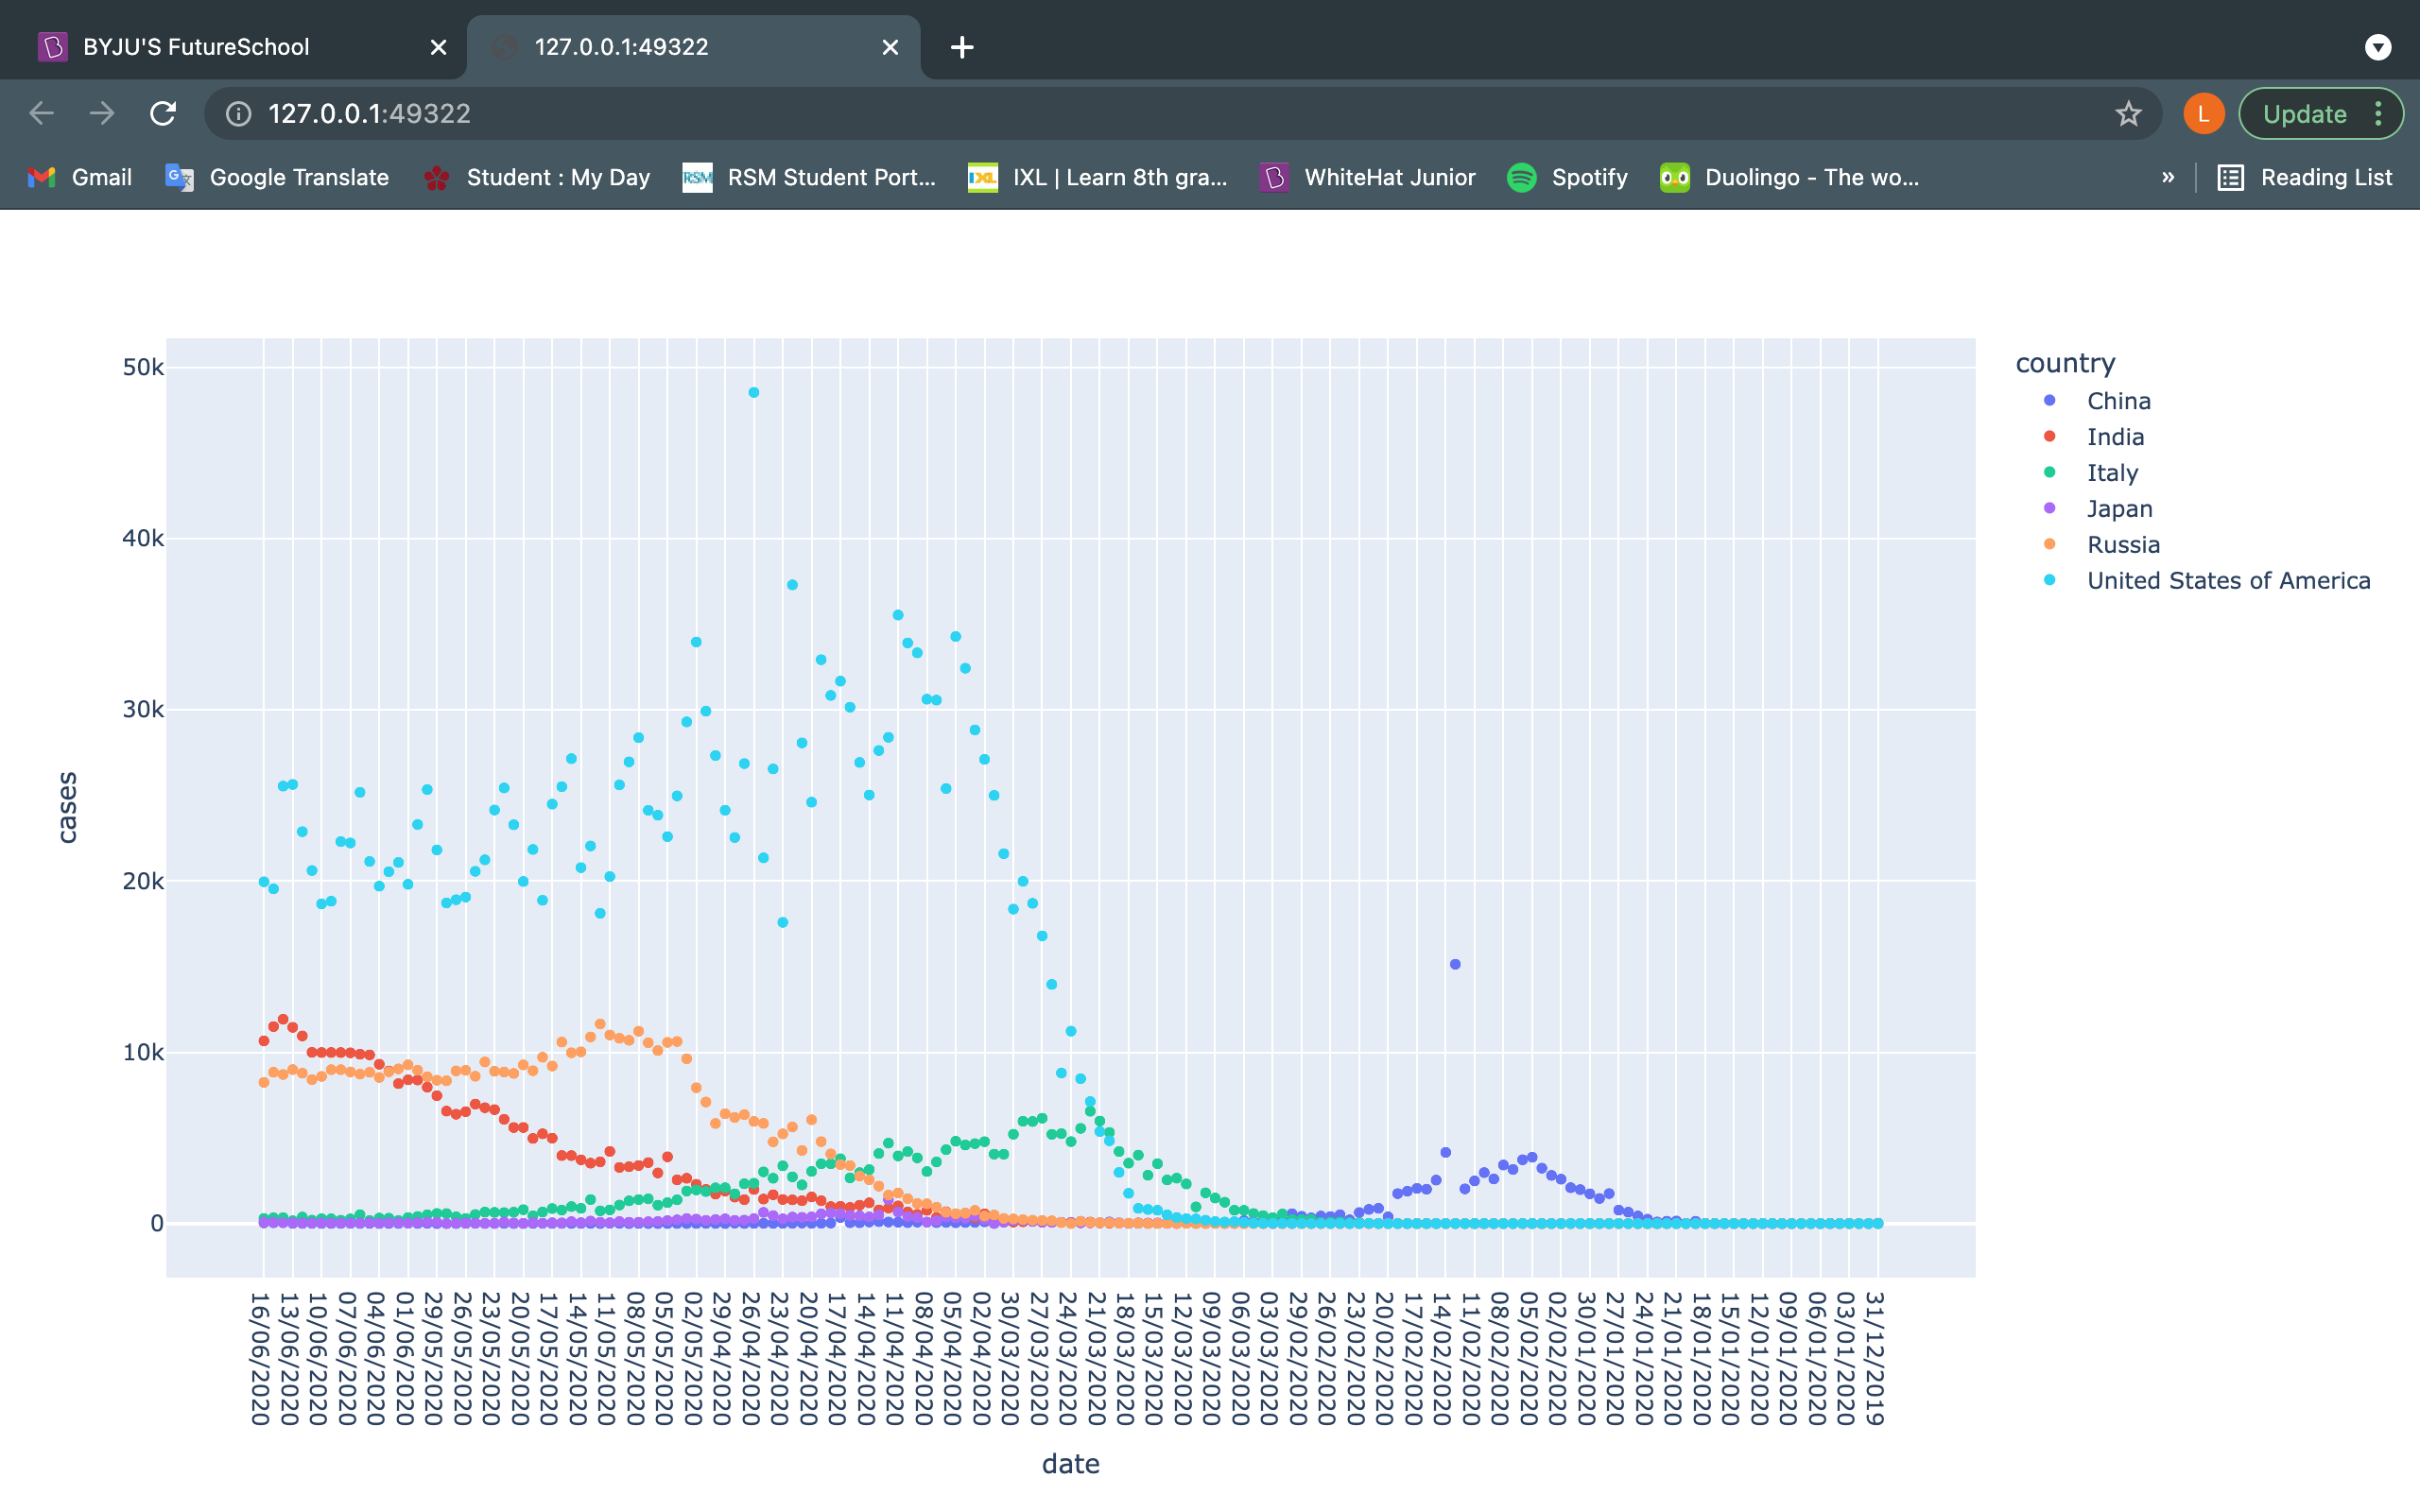 BYJU'S FutureSchool
127.0.0.1:49322
127.0.0.1:49322
L
Update
Gmail
Google Translate
Student : My Day
RSM
RSM Student Port...
IXL
IXL | Learn 8th gra...
WhiteHat Junior
Spotify
Duolingo - The wo...
»
Reading List
50k
40k
30k
20k
10k
0
cases
country
China
India
Italy
Japan
Russia
United States of America
16/06/2020
13/06/2020
10/06/2020
07/06/2020
04/06/2020
01/06/2020
29/05/2020
26/05/2020
23/05/2020
20/05/2020
17/05/2020
14/05/2020
11/05/2020
08/05/2020
05/05/2020
02/05/2020
29/04/2020
26/04/2020
23/04/2020
20/04/2020
17/04/2020
14/04/2020
11/04/2020
08/04/2020
05/04/2020
02/04/2020
30/03/2020
27/03/2020
24/03/2020
21/03/2020
18/03/2020
15/03/2020
12/03/2020
09/03/2020
06/03/2020
03/03/2020
29/02/2020
26/02/2020
23/02/2020
20/02/2020
17/02/2020
14/02/2020
11/02/2020
08/02/2020
05/02/2020
02/02/2020
30/01/2020
27/01/2020
24/01/2020
21/01/2020
18/01/2020
15/01/2020
12/01/2020
09/01/2020
06/01/2020
03/01/2020
31/12/2019
date